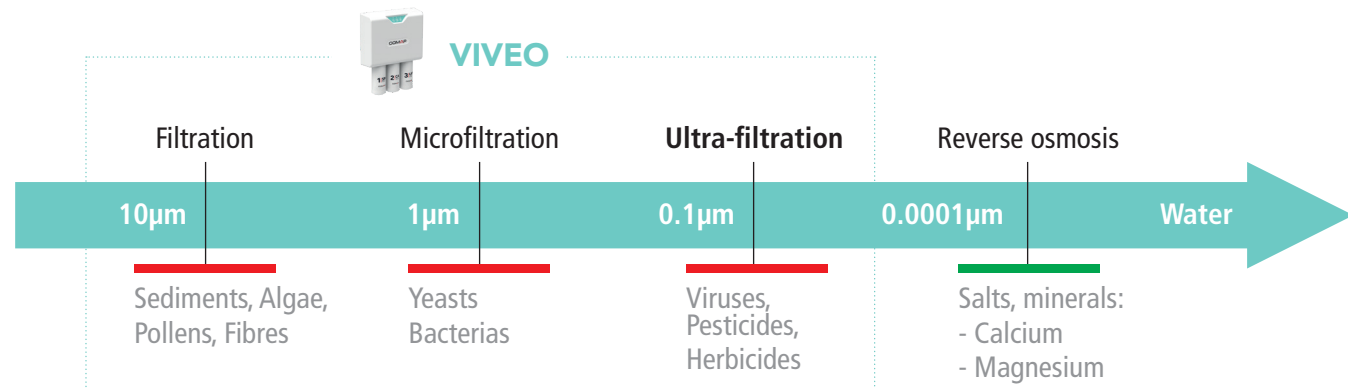 VIVEO
Filtration
Microfiltration
Ultra-filtration
Reverse osmosis
10µm
1µm
0.1µm
0.0001µm
Water
Sediments, Algae,
Pollens, Fibres
Yeasts
Bacterias
Viruses,
Pesticides,
Herbicides
Salts, minerals:
- Calcium
- Magnesium